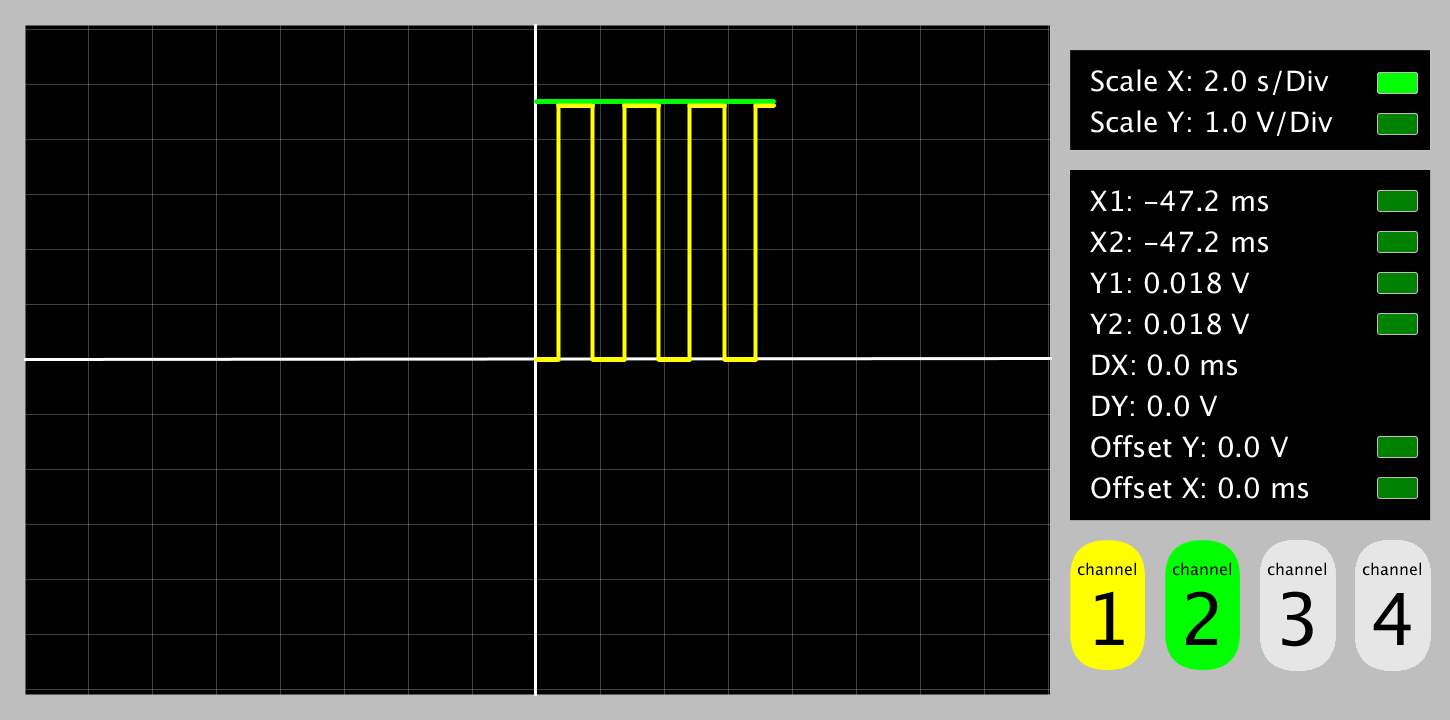 Scale X: 2.0 s/Div
Scale Y: 1.0 V/Div
X1: -47.2 ms
X2: -47.2 ms
Y1: 0.018 V
Y2: 0.018 V
DX: 0.0 ms
DY: 0.0 V
Offset Y: 0.0 V
Offset X: 0.0 ms
channel channel channel channel
1 2 3 4